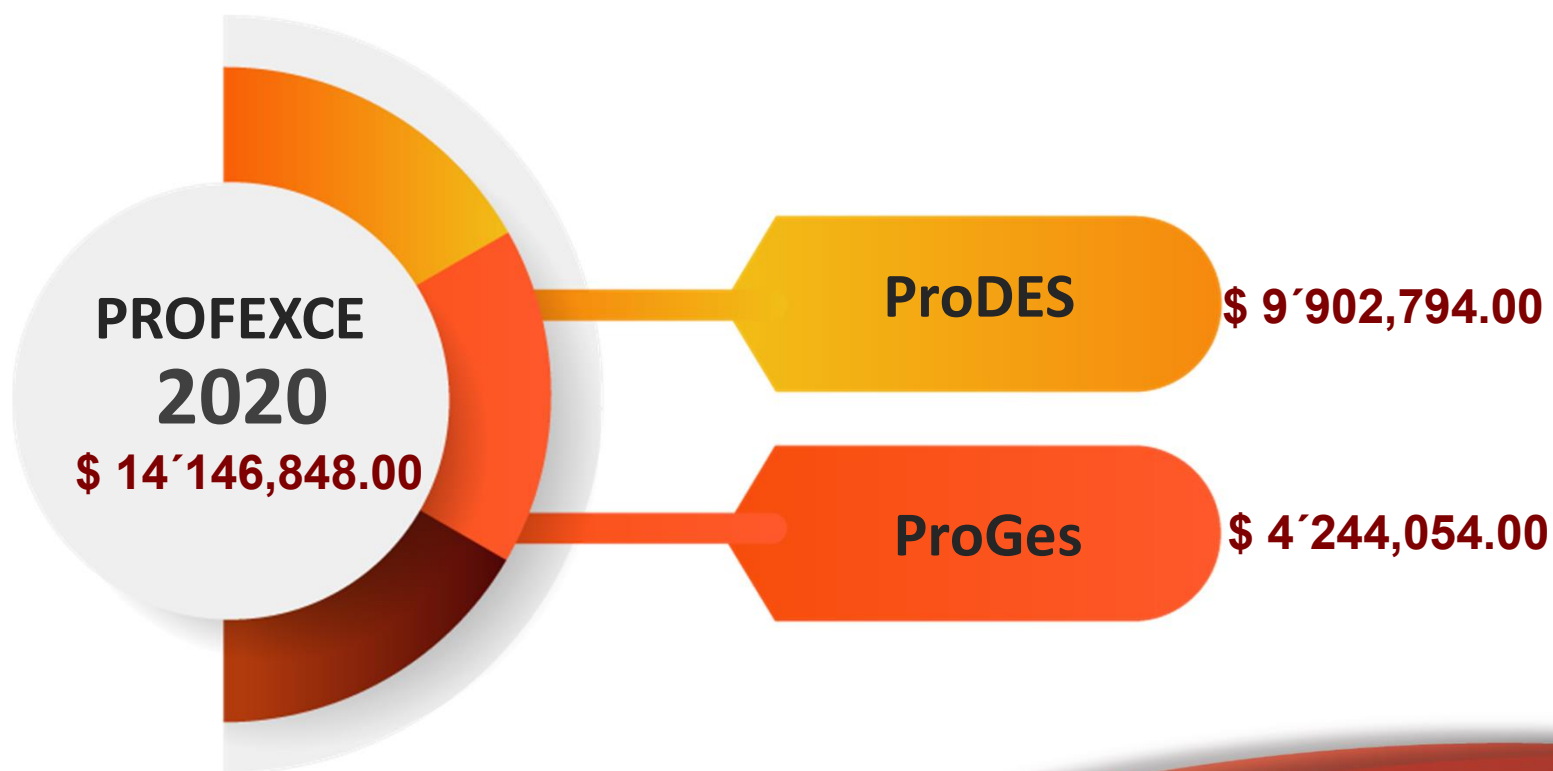 PROFEXCE
2020
$ 14´146,848.00
ProDES
$ 9´902,794.00
ProGes
$ 4´244,054.00